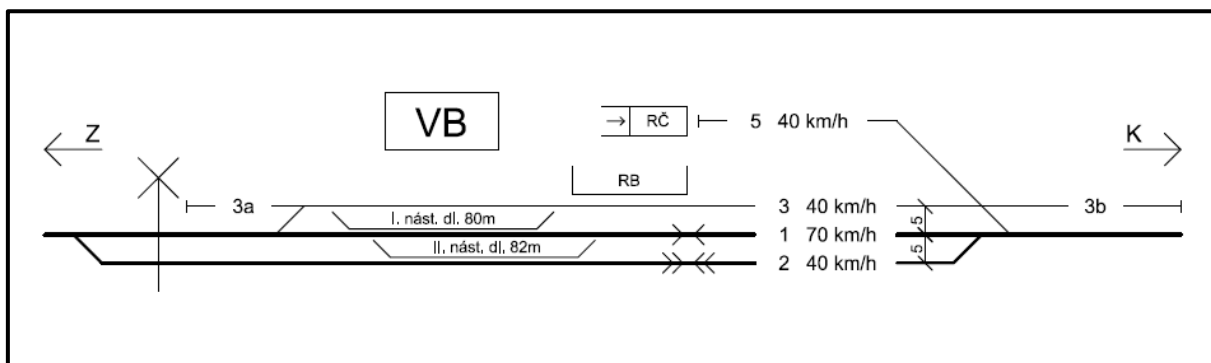 VB
→ RČ
5 40 km/h
Z
K
RB
3a
3 40 km/h
3b
I. nást. dl. 80m
1 70 km/h
5
II, nást, dl, 82m
2 40 km/h
5